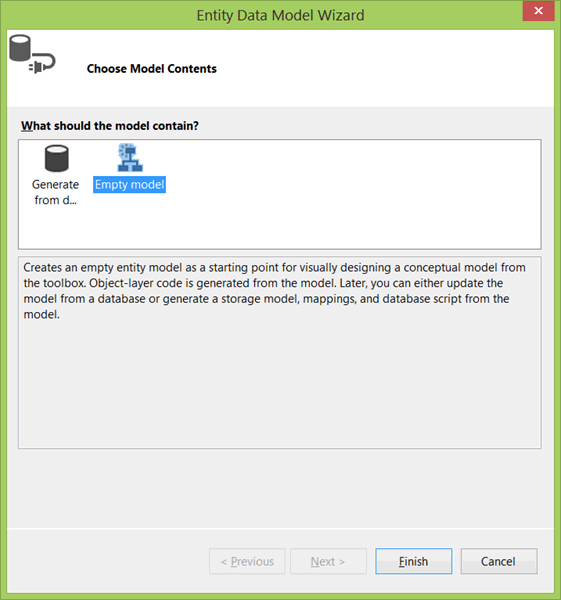 Entity Data Model Wizard
Choose Model Contents
What should the model contain?
Generate
from d...
Empty model
Creates an empty entity model as a starting point for visually designing a conceptual model from
the toolbox. Object-layer code is generated from the model. Later, you can either update the
model from a database or generate a storage model, mappings, and database script from the
model.
< Previous
Next >
Finish
Cancel